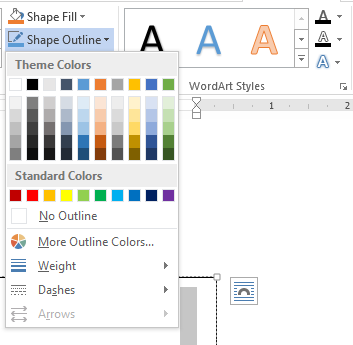 Shape Fill
Shape Outline
A A A
A
A
WordArt Styles
Theme Colors
1 2
Standard Colors
No Outline
More Outline Colors...
Weight
Dashes
Arrows